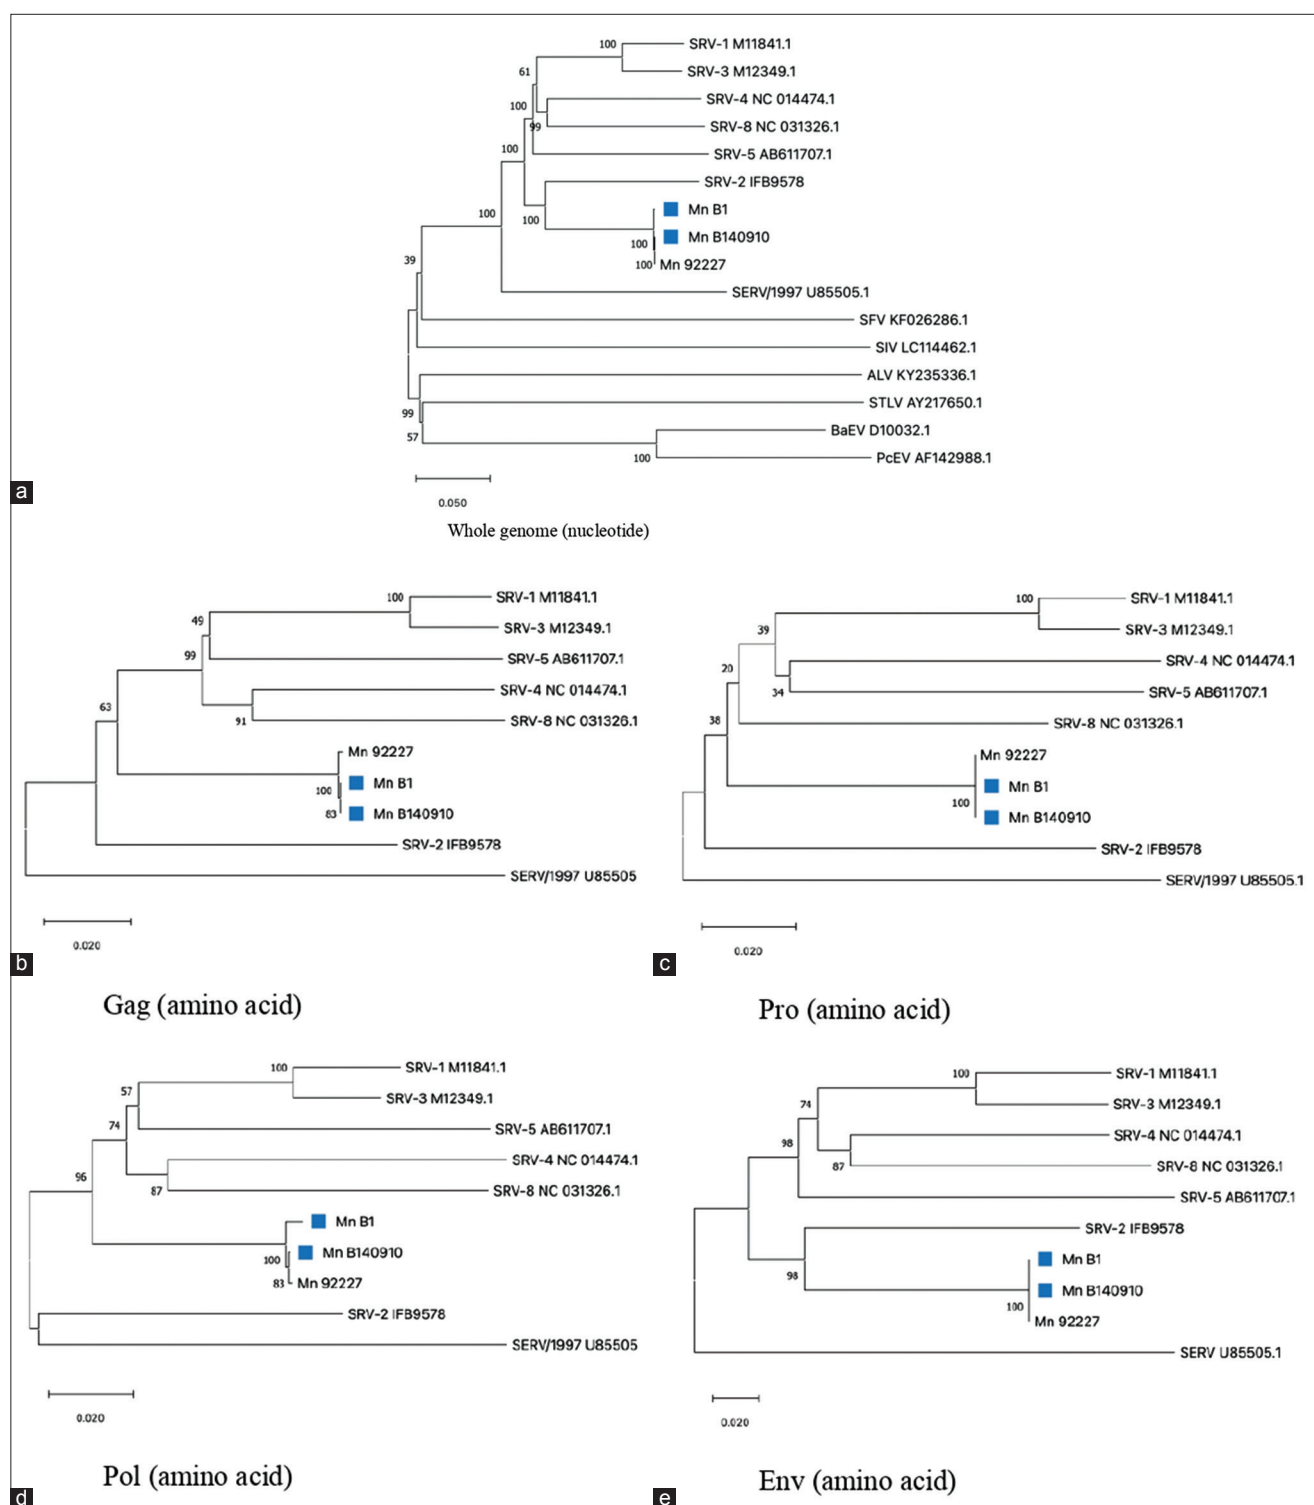 100
SRV-1 M11841.1
SRV-3 M12349.1
61
SRV-4 NC 014474.1
100
99
SRV-8 NC 031326.1
100
SRV-5 AB611707.1
SRV-2 IFB9578
100
100
Mn B1
Mn B140910
100
100
Mn 92227
39
SERV/1997 U85505.1
SFV KF026286.1
SIV LC114462.1
ALV KY235336.1
99
STLV AY217650.1
57
BaEV D10032.1
100
PcEV AF142988.1
a
0.050
Whole genome (nucleotide)
100
SRV-1 M11841.1
49
SRV-3 M12349.1
99
SRV-5 AB611707.1
SRV-4 NC 014474.1
91
SRV-8 NC 031326.1
63
Mn 92227
100
Mn B1
83
Mn B140910
SRV-2 IFB9578
SERV/1997 U85505
0.020
b
Gag (amino acid)
100
SRV-1 M11841.1
39
SRV-3 M12349.1
20
SRV-4 NC 014474.1
34
SRV-5 AB611707.1
38
SRV-8 NC 031326.1
Mn 92227
Mn B1
100
Mn B140910
SRV-2 IFB9578
SERV/1997 U85505.1
0.020
c
Pro (amino acid)
100
SRV-1 M11841.1
57
SRV-3 M12349.1
74
SRV-5 AB611707.1
SRV-4 NC 014474.1
96
87
SRV-8 NC 031326.1
Mn B1
100
Mn B140910
83
Mn 92227
SRV-2 IFB9578
SERV/1997 U85505
0.020
d
Pol (amino acid)
100
SRV-1 M11841.1
74
SRV-3 M12349.1
98
SRV-4 NC 014474.1
87
SRV-8 NC 031326.1
SRV-5 AB611707.1
SRV-2 IFB9578
98
Mn B1
Mn B140910
100
Mn 92227
SERV U85505.1
0.020
e
Env (amino acid)